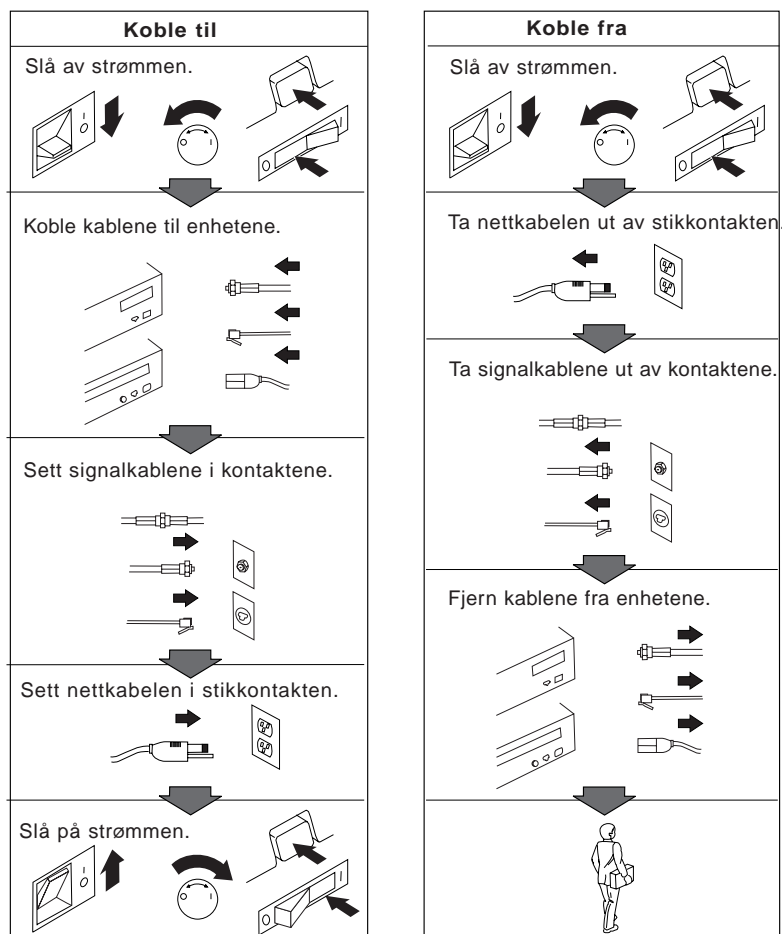 Koble til
Slå av strømmen.
Koble kablene til enhetene.
Sett signalkablene i kontaktene.
Sett nettkabelen i stikkontakten.
Slå på strømmen.
Koble fra
Slå av strømmen.
Ta nettkabelen ut av stikkontakten.
Ta signalkablene ut av kontaktene.
Fjern kablene fra enhetene.